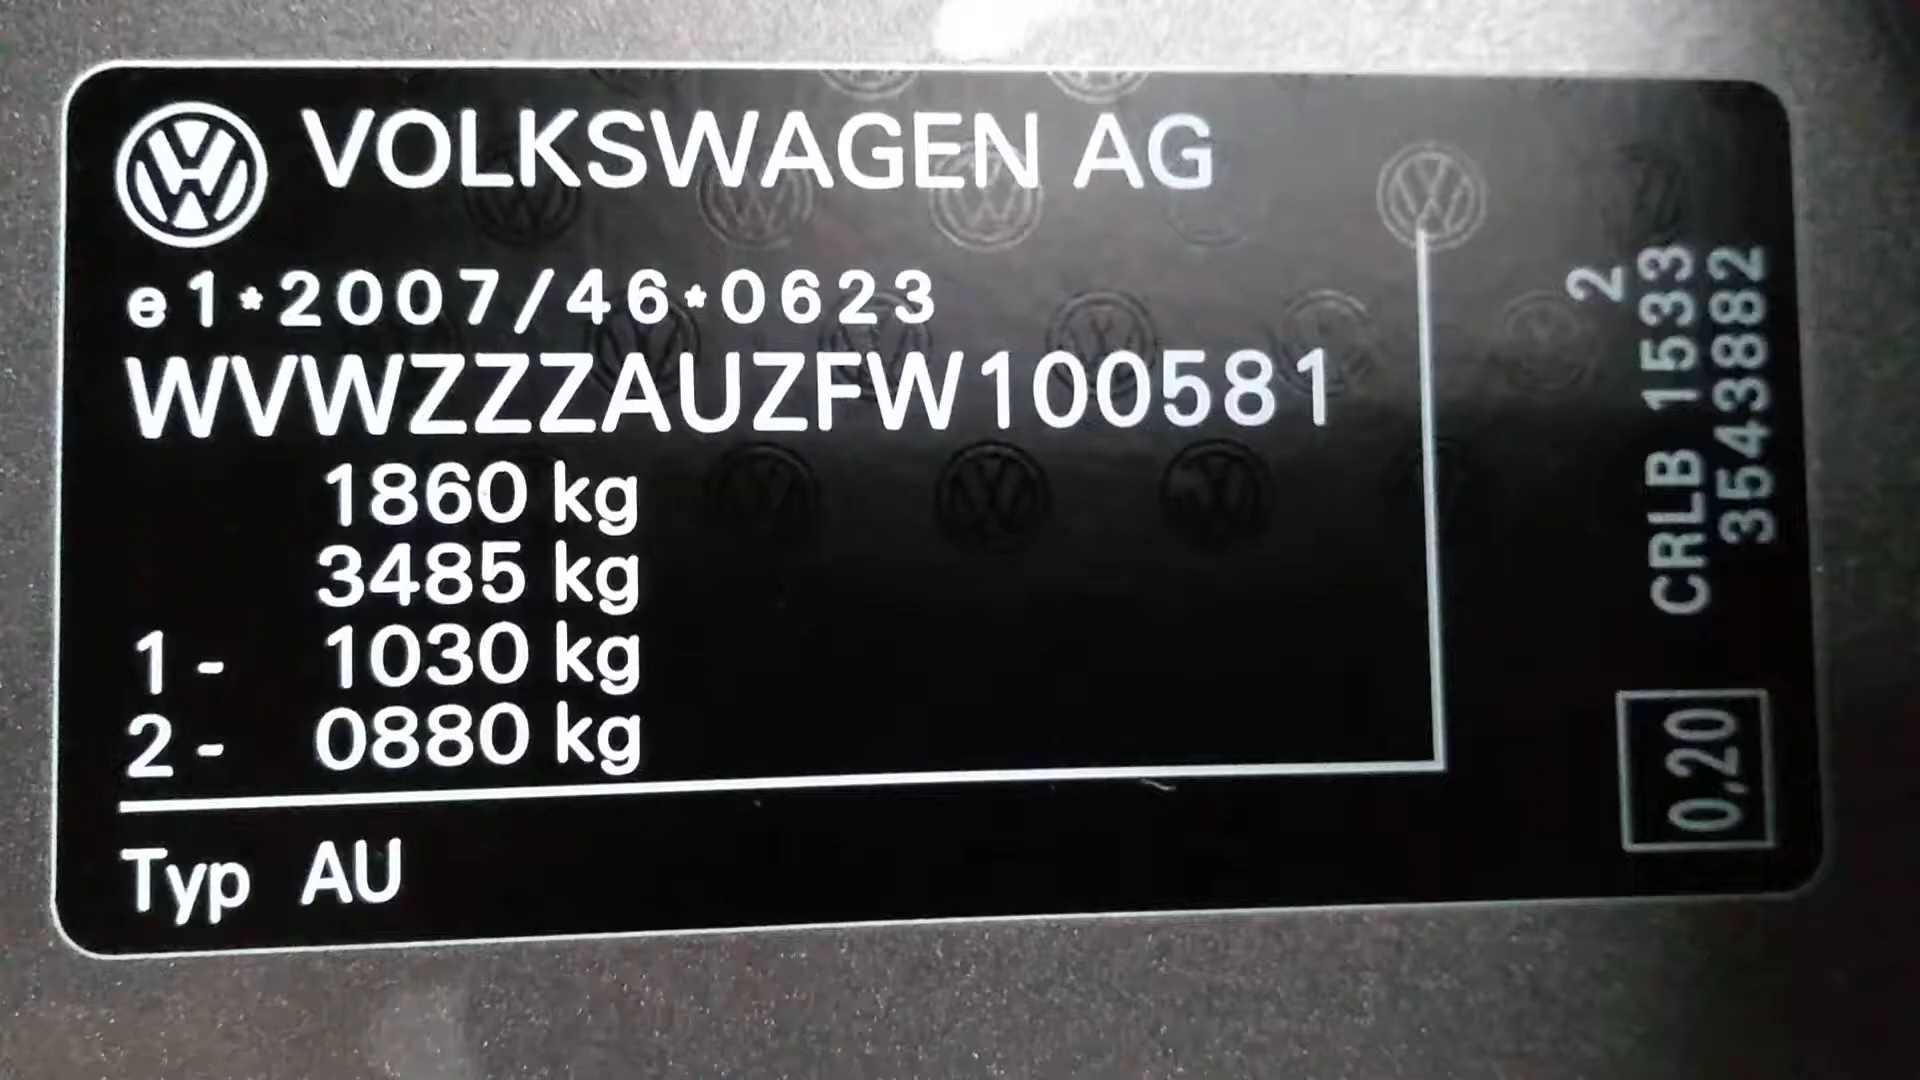 VOLKSWAGEN AG
e1*2007/46*0623
WVWZZZAUZFW100581
1860 kg
3485 kg
1- 1030 kg
2- 0880 kg
Typ AU
2
CRLB 1533
3543882
0,20